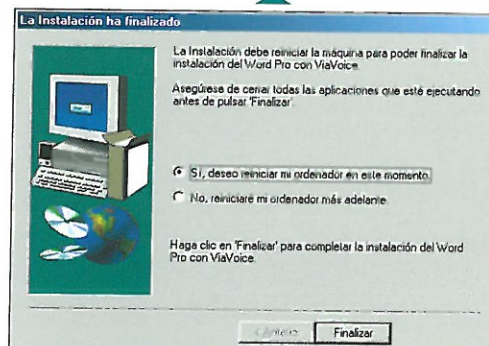 La Instalación ha finalizado
La Instalación debe reiniciar la máquina para poder finalizar la
instalación del Word Pro con ViaVoice.
Asegúrese de cerrar todas las aplicaciones que esté ejecutando
antes de pulsar 'Finalizar'.
Sí, deseo reiniciar mi ordenador en este momento.
No, reiniciaré mi ordenador más adelante.
Haga clic en 'Finalizar' para completar la instalación del Word
Pro con ViaVoice.
Finalizar